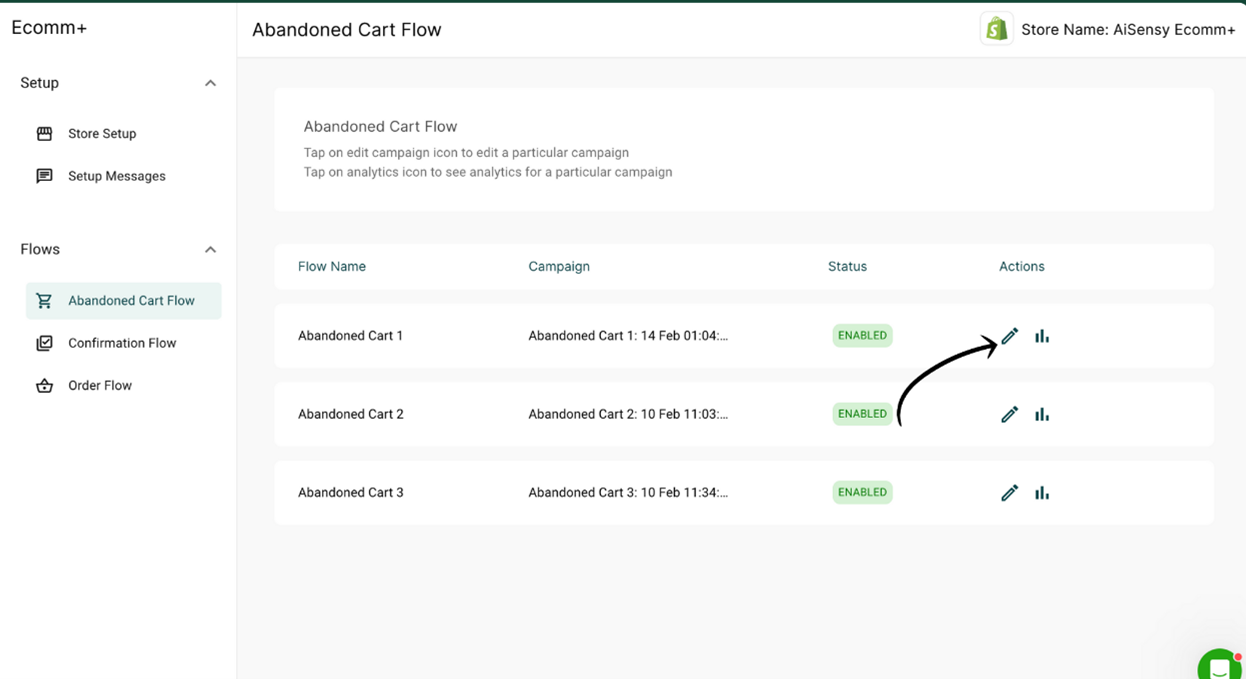 Ecomm+
Abandoned Cart Flow
Store Name: AiSensy Ecomm+
Setup
Store Setup
Setup Messages
Flows
Abandoned Cart Flow
Confirmation Flow
Order Flow
Abandoned Cart Flow
Tap on edit campaign icon to edit a particular campaign
Tap on analytics icon to see analytics for a particular campaign
Flow Name Campaign Status Actions
Abandoned Cart 1 Abandoned Cart 1: 14 Feb 01:04:... ENABLED
Abandoned Cart 2 Abandoned Cart 2: 10 Feb 11:03:... ENABLED
Abandoned Cart 3 Abandoned Cart 3: 10 Feb 11:34:... ENABLED